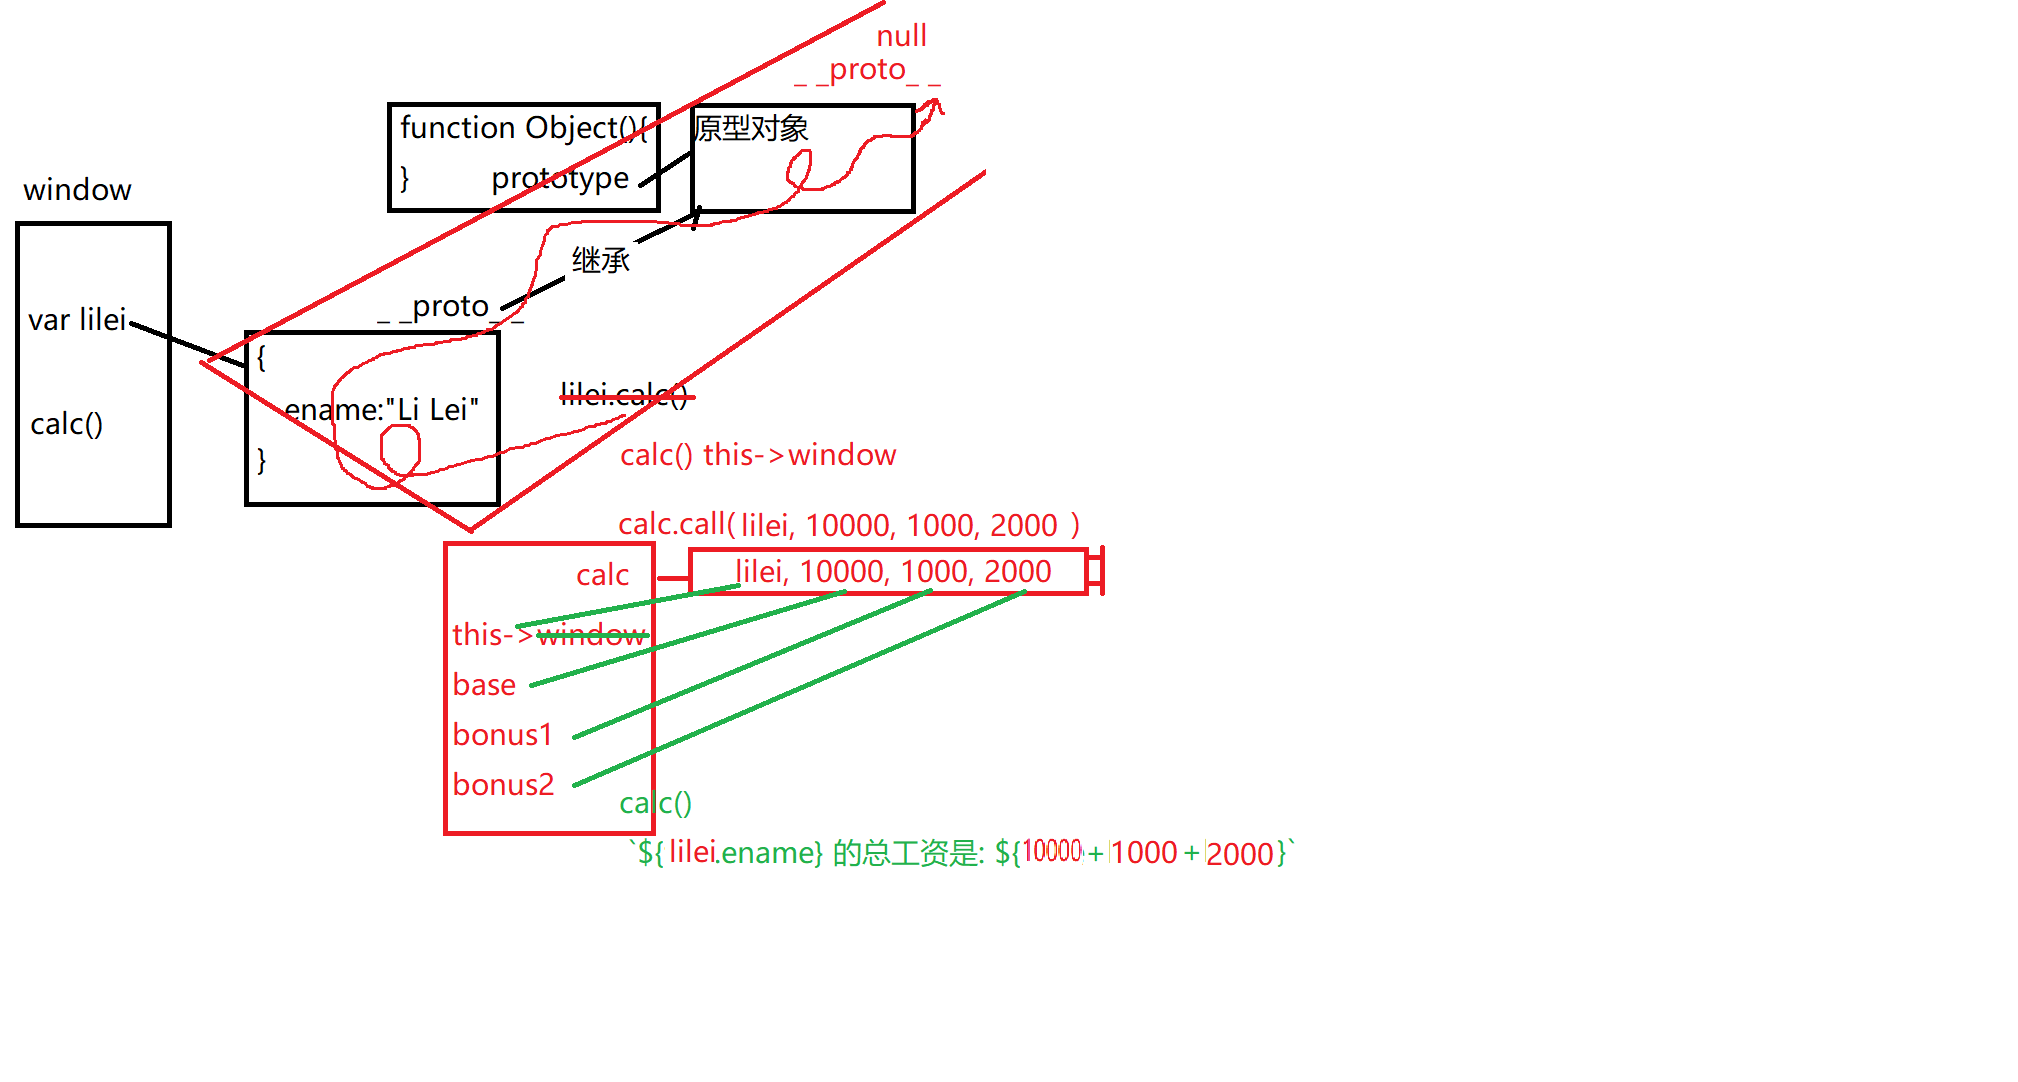 null
_ _proto_ _
function Object(){
} prototype
原型对象
window
继承
_ _proto_ _
var lilei
{
ename:"Li Lei"
}
lilei.calc()
calc()
calc() this->window
calc.call( lilei, 10000, 1000, 2000 )
calc
lilei, 10000, 1000, 2000
this->window
base
bonus1
bonus2
calc()
`${lilei.ename} 的总工资是: ${10000+1000+2000}`